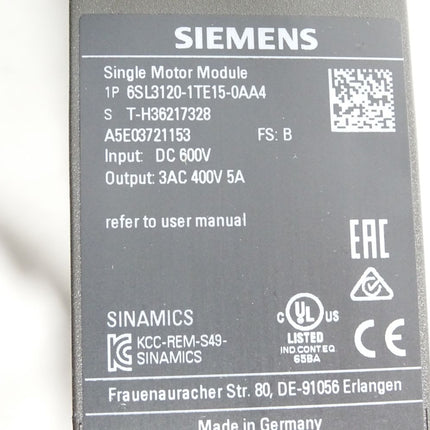 SIEMENS
Single Motor Module
1P 6SL3120-1TE15-0AA4
S T-H36217328
A5E03721153 FS: B
Input: DC 600V
Output: 3AC 400V 5A
refer to user manual
EAC
SINAMICS
KCC-REM-S49-
SINAMICS
C UL US
LISTED
IND.CONT.EQ
65BA
CE
Frauenauracher Str. 80, DE-91056 Erlangen
Made in Germany